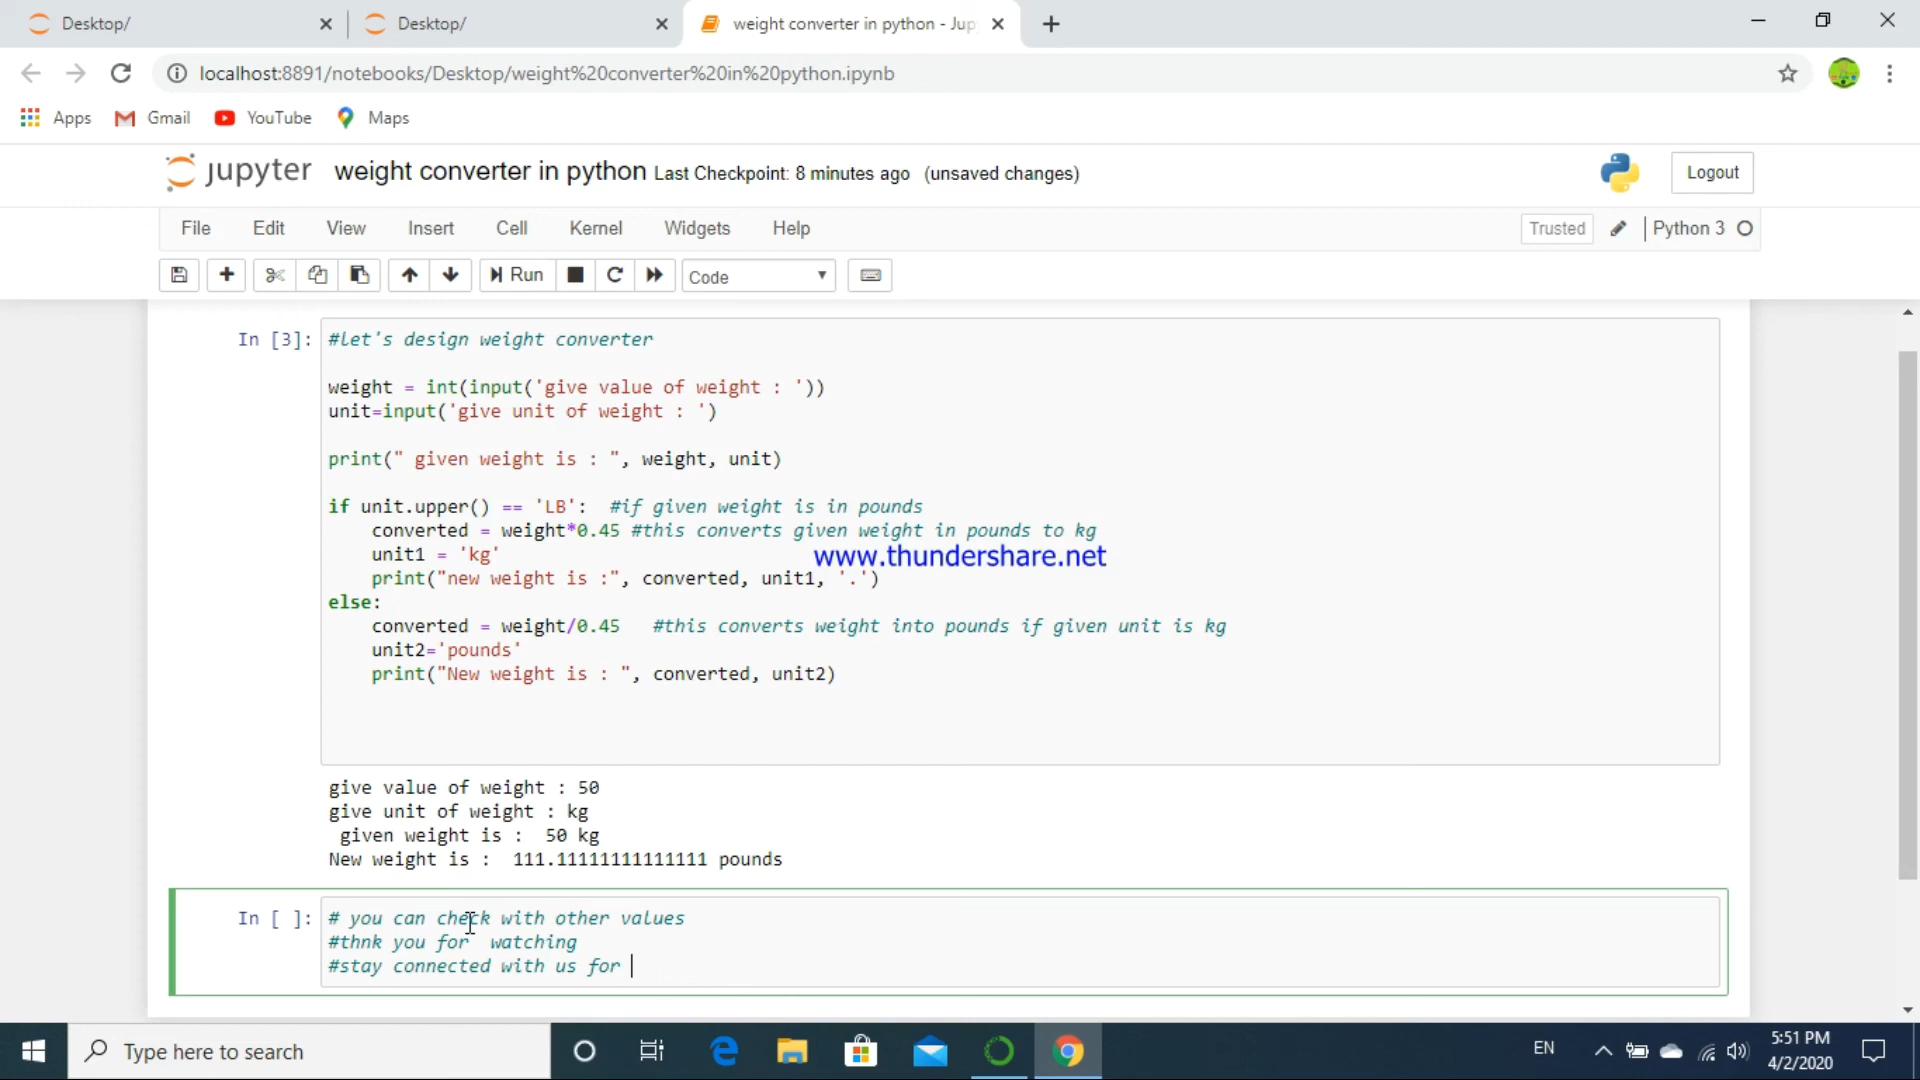 Desktop/
Desktop/
weight converter in python - Jup
localhost:8891/notebooks/Desktop/weight%20converter%20in%20python.ipynb
Apps Gmail YouTube Maps
jupyter weight converter in python Last Checkpoint: 8 minutes ago (unsaved changes)
Logout
File Edit View Insert Cell Kernel Widgets Help
Trusted Python 3
Run Code
In [3]: #let's design weight converter
weight = int(input('give value of weight : '))
unit=input('give unit of weight : ')
print(" given weight is : ", weight, unit)
if unit.upper() == 'LB':  #if given weight is in pounds
    converted = weight*0.45 #this converts given weight in pounds to kg
    unit1 = 'kg'
www.thundershare.net
    print("new weight is :", converted, unit1, '.')
else:
    converted = weight/0.45   #this converts weight into pounds if given unit is kg
    unit2='pounds'
    print("New weight is : ", converted, unit2)
give value of weight : 50
give unit of weight : kg
 given weight is :  50 kg
New weight is :  111.11111111111111 pounds
In [ ]: # you can check with other values
#thnk you for  watching
#stay connected with us for
Type here to search
EN
5:51 PM
4/2/2020